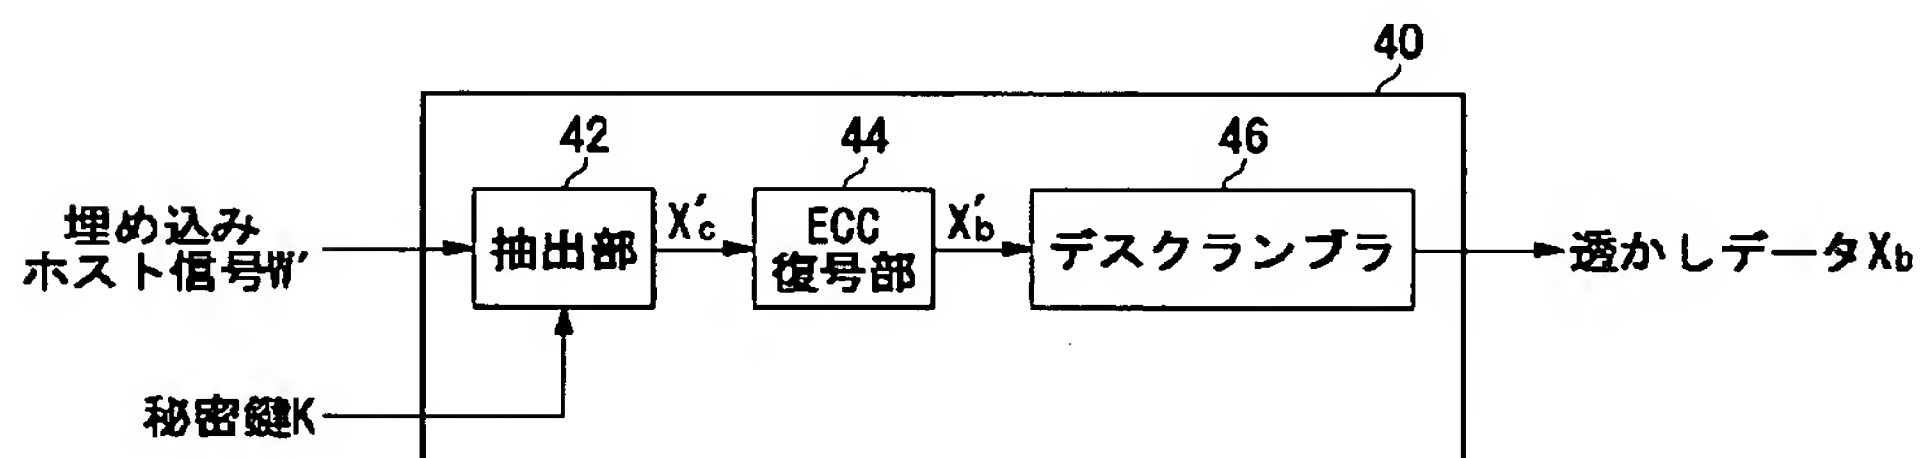 40
42
44
46
埋め込み
ホスト信号W'
抽出部
X'c
ECC
復号部
X'b
デスクランブラ
透かしデータXb
秘密鍵K